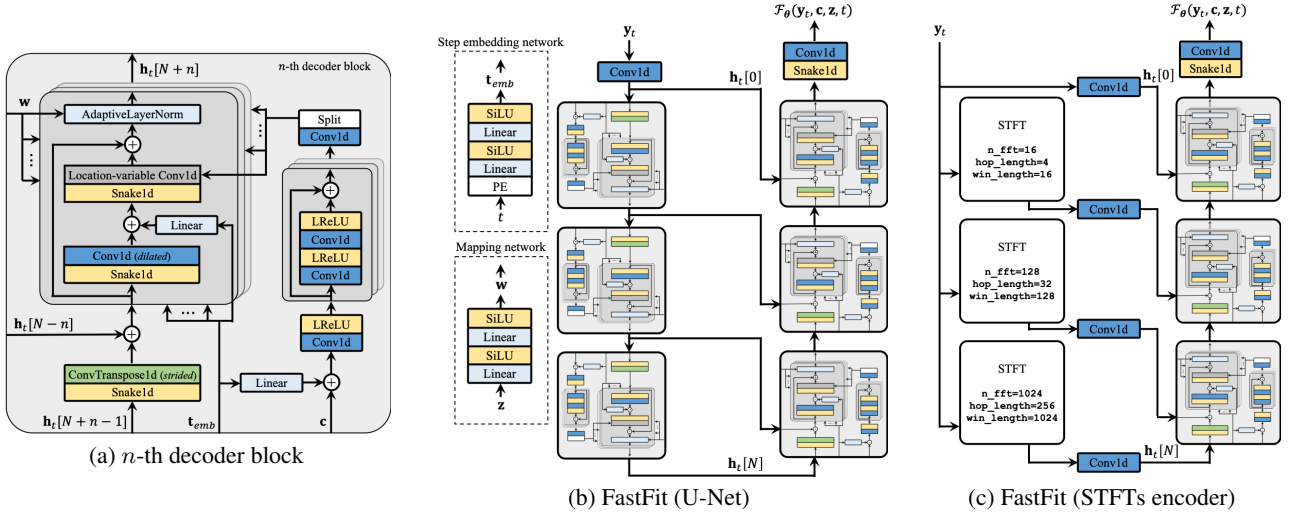 h_t[N + n]
n-th decoder block
w
AdaptiveLayerNorm
Split
Conv1d
...
...
Location-variable Conv1d
Snake1d
Linear
Conv1d (dilated)
Snake1d
LReLU
Conv1d
LReLU
Conv1d
...
h_t[N − n]
LReLU
Conv1d
ConvTranspose1d (strided)
Snake1d
Linear
h_t[N + n − 1]
t_emb
c
(a) n-th decoder block
Step embedding network
t_emb
SiLU
Linear
SiLU
Linear
PE
t
Mapping network
w
SiLU
Linear
SiLU
Linear
z
y_t
Conv1d
h_t[0]
F_θ(y_t, c, z, t)
Conv1d
Snake1d
h_t[N]
(b) FastFit (U-Net)
y_t
F_θ(y_t, c, z, t)
Conv1d
Snake1d
Conv1d
h_t[0]
STFT
n_fft=16
hop_length=4
win_length=16
Conv1d
STFT
n_fft=128
hop_length=32
win_length=128
Conv1d
STFT
n_fft=1024
hop_length=256
win_length=1024
Conv1d
h_t[N]
(c) FastFit (STFTs encoder)